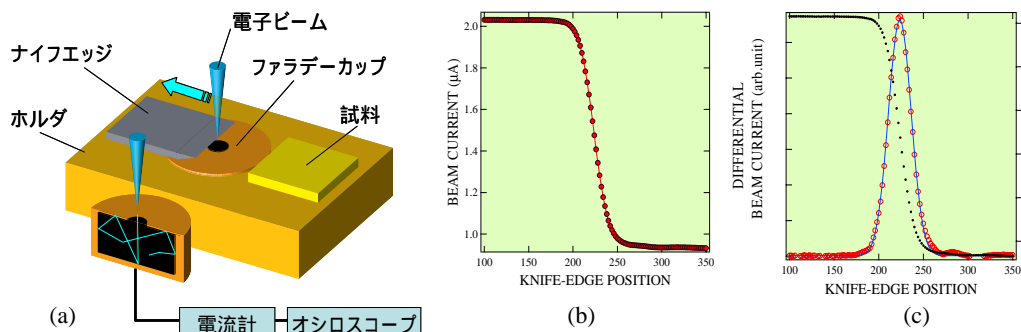 (a)
電子ビーム
ナイフエッジ
ファラデーカップ
ホルダ
試料
電流計
オシロスコープ
(b)
BEAM CURRENT (µA)
2.0
1.8
1.6
1.4
1.2
1.0
100 150 200 250 300 350
KNIFE-EDGE POSITION
(b)
(c)
DIFFERENTIAL
BEAM CURRENT (arb.unit)
100 150 200 250 300 350
KNIFE-EDGE POSITION
(c)
(a)